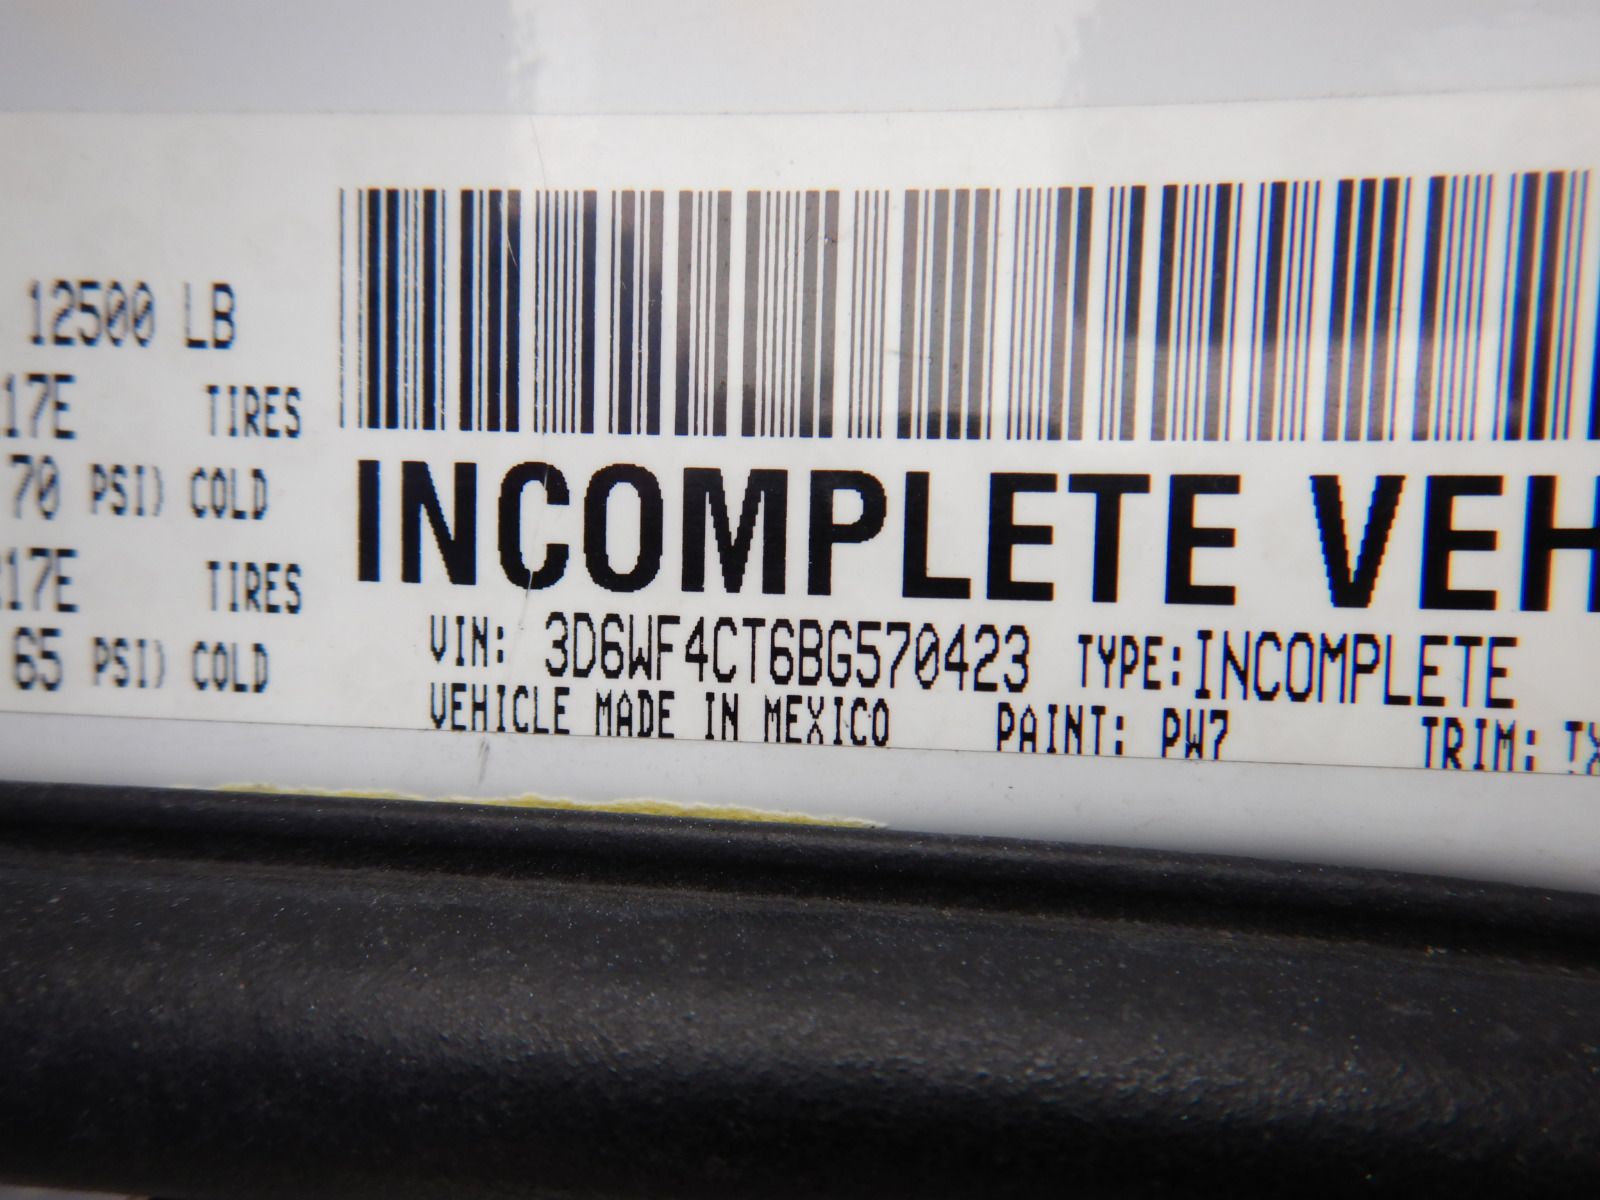 12500 LB
17E TIRES
70 PSI) COLD
17E TIRES
65 PSI) COLD
INCOMPLETE VEH
VIN: 3D6WF4CT6BG570423 TYPE: INCOMPLETE
VEHICLE MADE IN MEXICO PAINT: PW7 TRIM: TX